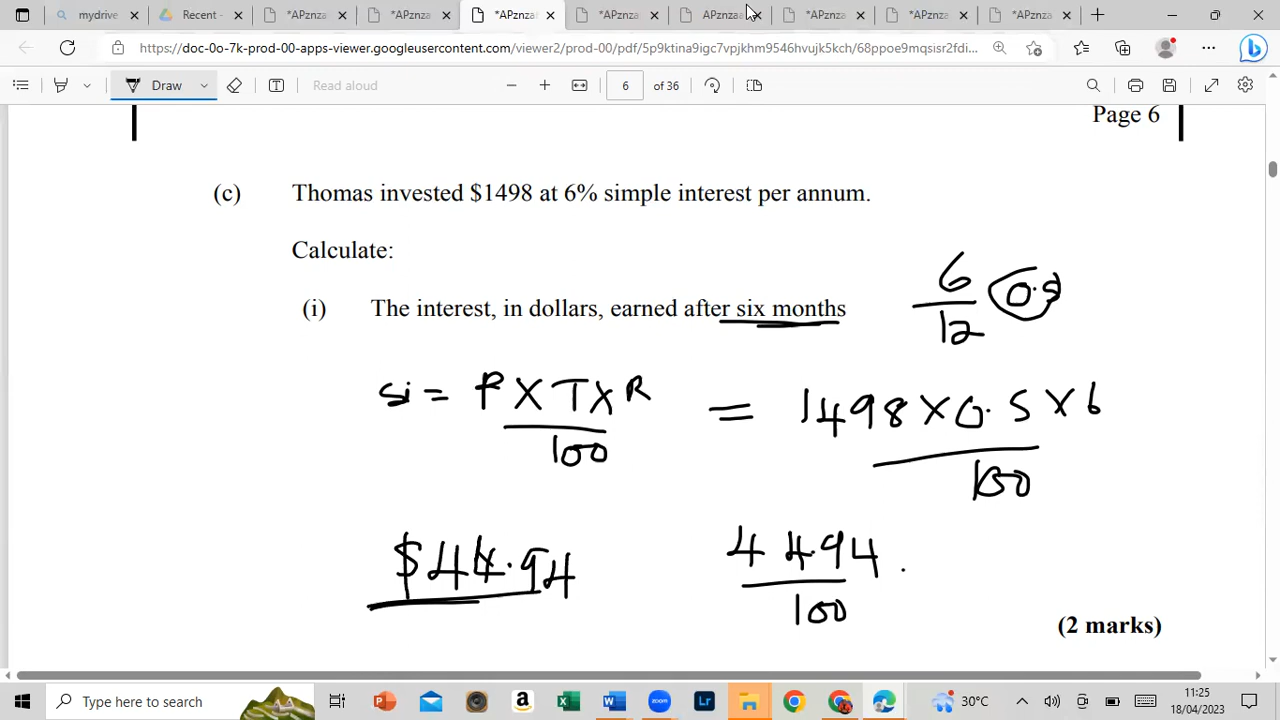 mydrive
Recent -
*APznza
*APznza
*APznza
*APznza
APznza
*APznza
*APznza
*APznza
https://doc-0o-7k-prod-00-apps-viewer.googleusercontent.com/viewer2/prod-00/pdf/5p9ktina9igc7vpjkhm9546hvujk5kch/68ppoe9mqsisr2fdi...
Draw
Read aloud
6 of 36
Page 6
(c) Thomas invested $1498 at 6% simple interest per annum.
Calculate:
(i) The interest, in dollars, earned after six months
6
12
0.5
si = P X T X R
100
= 1498 X 0.5 X 6
100
$44.94
4494
100
(2 marks)
Type here to search
30°C
11:25
18/04/2023